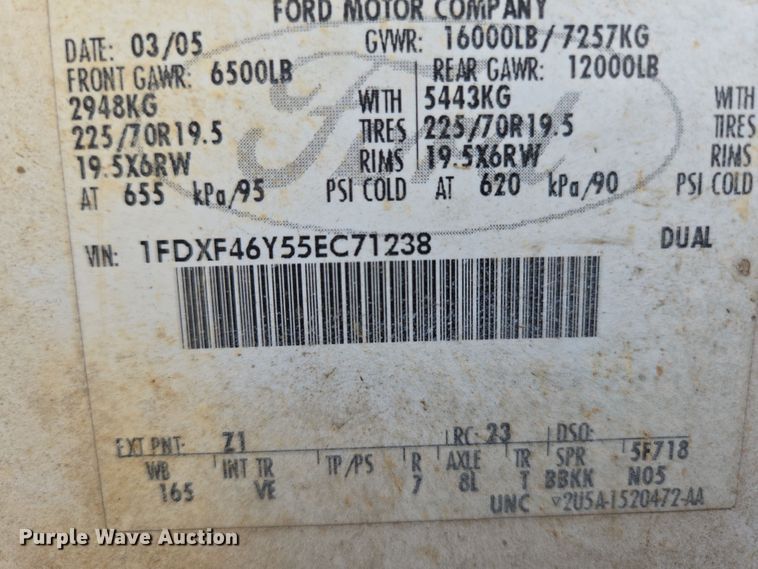 FORD MOTOR COMPANY
DATE: 03/05 GVWR: 16000LB/7257KG
FRONT GAWR: 6500LB REAR GAWR: 12000LB
2948KG WITH 5443KG WITH
225/70R19.5 TIRES 225/70R19.5 TIRES
19.5X6RW RIMS 19.5X6RW RIMS
AT 655 kPa/95 PSI COLD AT 620 kPa/90 PSI COLD
VIN: 1FDXF46Y55EC71238 DUAL
Ford
EXT PNT: Z1 RC: 23 DSO:
WB INT TR TP/PS R AXLE TR SPR 5F718
165 VE 7 8L T BBKK N05
UNC 2U5A-1520472-AA
Purple Wave Auction